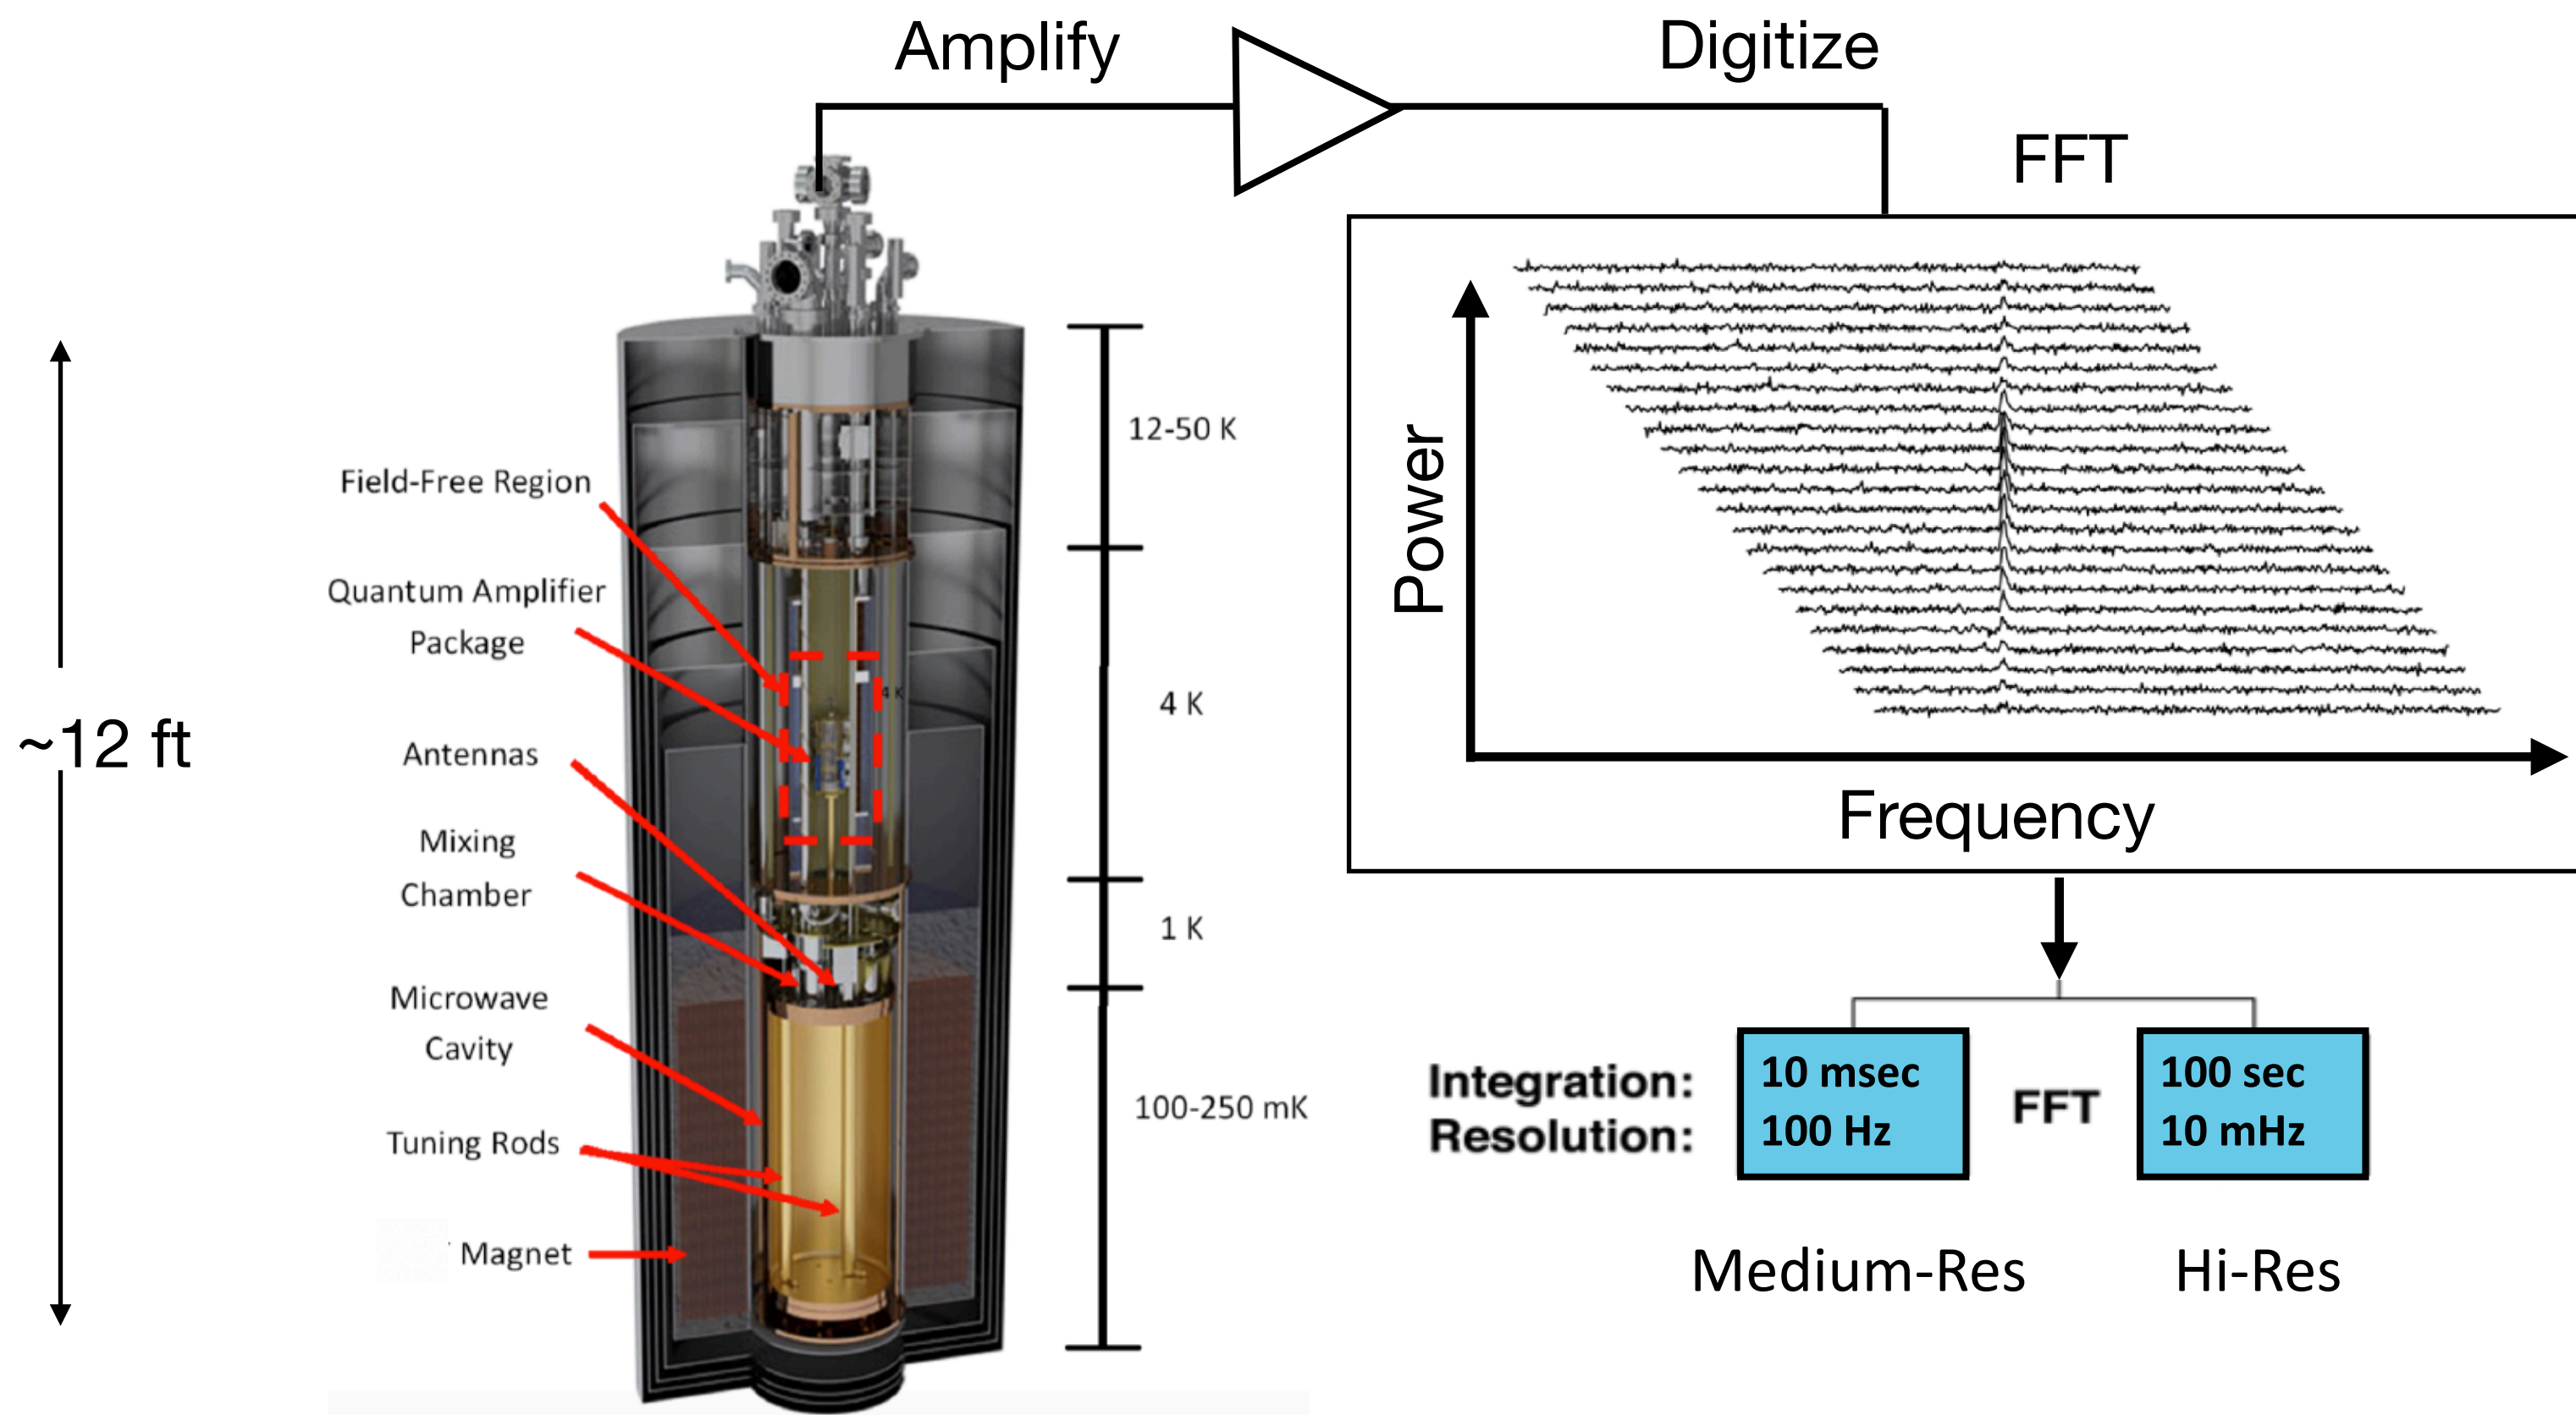 Amplify
Digitize
FFT
~12 ft
Field-Free Region
Quantum Amplifier
Package
Antennas
Mixing
Chamber
Microwave
Cavity
Tuning Rods
Magnet
12-50 K
4 K
4 K
1 K
100-250 mK
Power
Frequency
Integration:
Resolution:
10 msec
100 Hz
FFT
100 sec
10 mHz
Medium-Res
Hi-Res